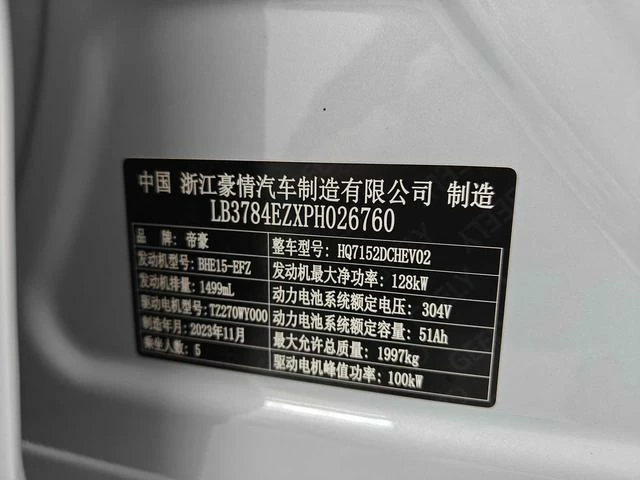 中国 浙江豪情汽车制造有限公司 制造
LB3784EZXPH026760
品牌：帝豪
整车型号：HQ7152DCHEV02
发动机型号：BHE15-EFZ
发动机最大净功率：128kW
发动机排量：1499mL
动力电池系统额定电压：304V
驱动电机型号：TZ270WY000
动力电池系统额定容量：51Ah
制造年月：2023年11月
最大允许总质量：1997kg
乘坐人数：5
驱动电机峰值功率：100kW
GEELY